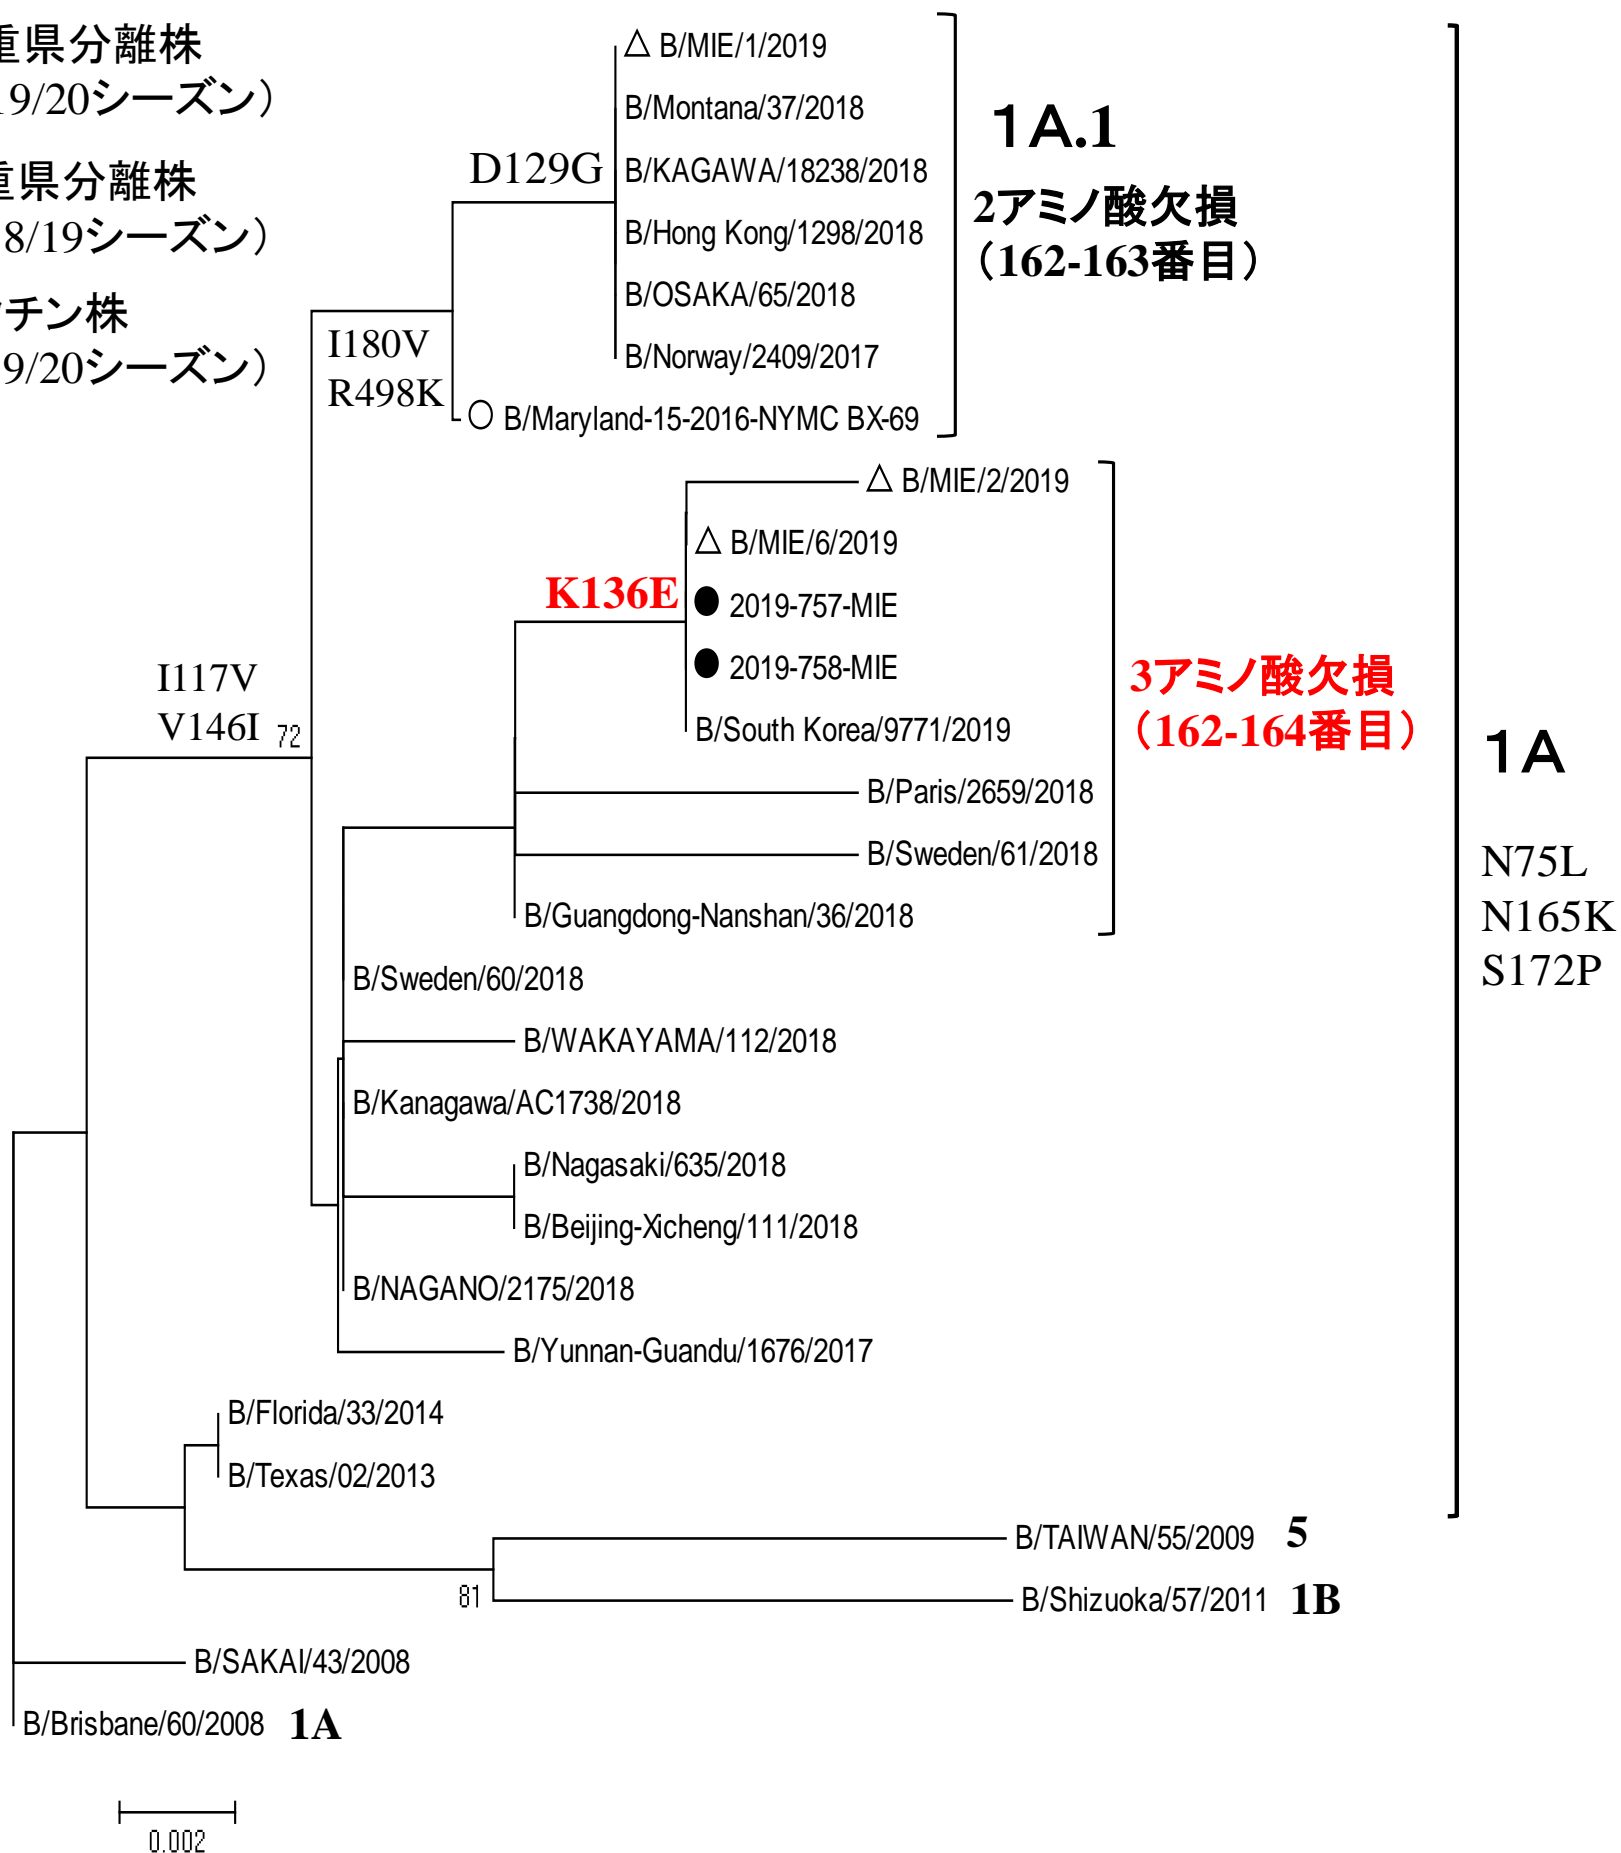 重県分離株
19/20シーズン）
重県分離株
8/19シーズン）
クチン株
9/20シーズン）
△ B/MIE/1/2019
B/Montana/37/2018
B/KAGAWA/18238/2018
B/Hong Kong/1298/2018
B/OSAKA/65/2018
B/Norway/2409/2017
○ B/Maryland-15-2016-NYMC BX-69
D129G
I180V
R498K
1A.1
2アミノ酸欠損
（162-163番目）
△ B/MIE/2/2019
△ B/MIE/6/2019
● 2019-757-MIE
● 2019-758-MIE
B/South Korea/9771/2019
B/Paris/2659/2018
B/Sweden/61/2018
B/Guangdong-Nanshan/36/2018
K136E
3アミノ酸欠損
（162-164番目）
I117V
V146I
72
1A
N75L
N165K
S172P
B/Sweden/60/2018
B/WAKAYAMA/112/2018
B/Kanagawa/AC1738/2018
B/Nagasaki/635/2018
B/Beijing-Xicheng/111/2018
B/NAGANO/2175/2018
B/Yunnan-Guandu/1676/2017
B/Florida/33/2014
B/Texas/02/2013
B/TAIWAN/55/2009 5
81
B/Shizuoka/57/2011 1B
B/SAKAI/43/2008
B/Brisbane/60/2008 1A
0.002